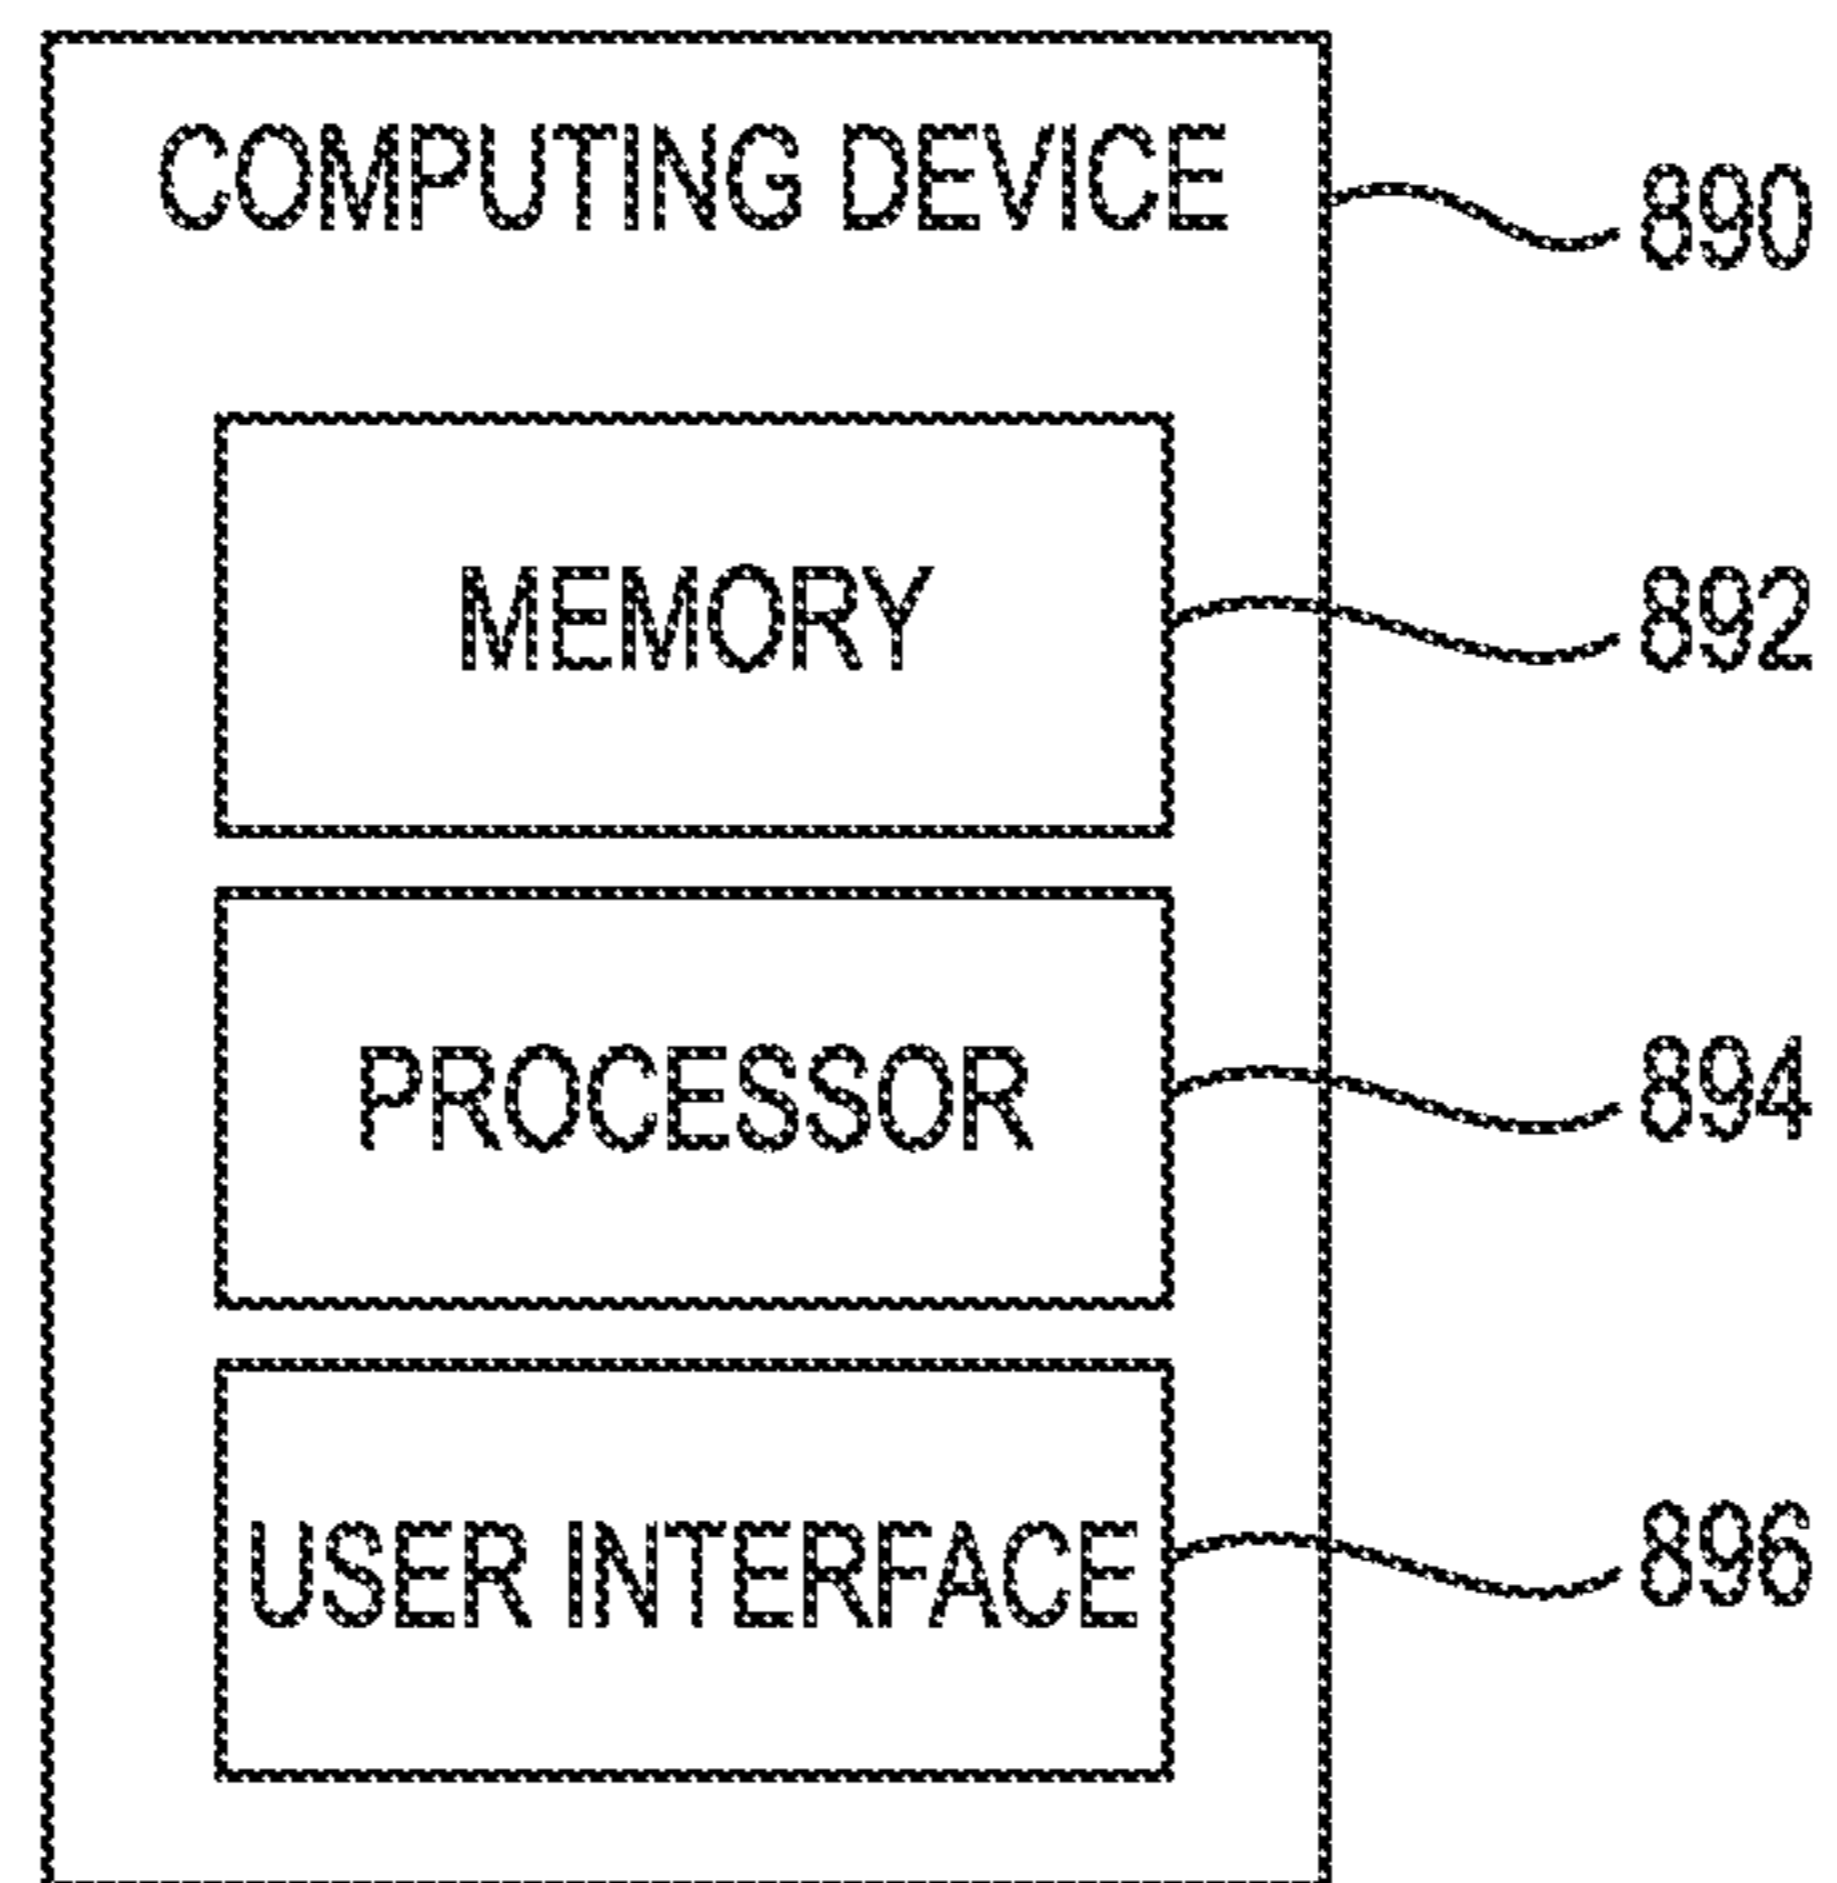 COMPUTING DEVICE
890
MEMORY
892
PROCESSOR
894
USER INTERFACE
896